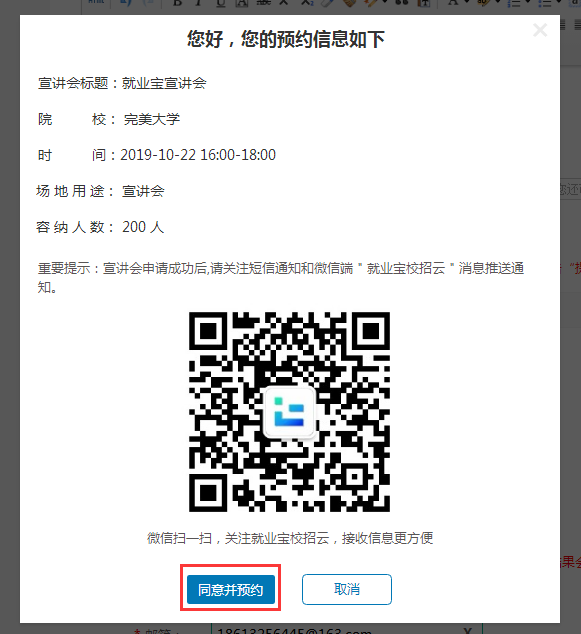 您好，您的预约信息如下
宣讲会标题：就业宝宣讲会
院 校： 完美大学
时 间：2019-10-22 16:00-18:00
场 地 用 途： 宣讲会
容 纳 人 数： 200 人
重要提示：宣讲会申请成功后,请关注短信通知和微信端＂就业宝校招云＂消息推送通
知。
微信扫一扫，关注就业宝校招云，接收信息更方便
同意并预约 取消